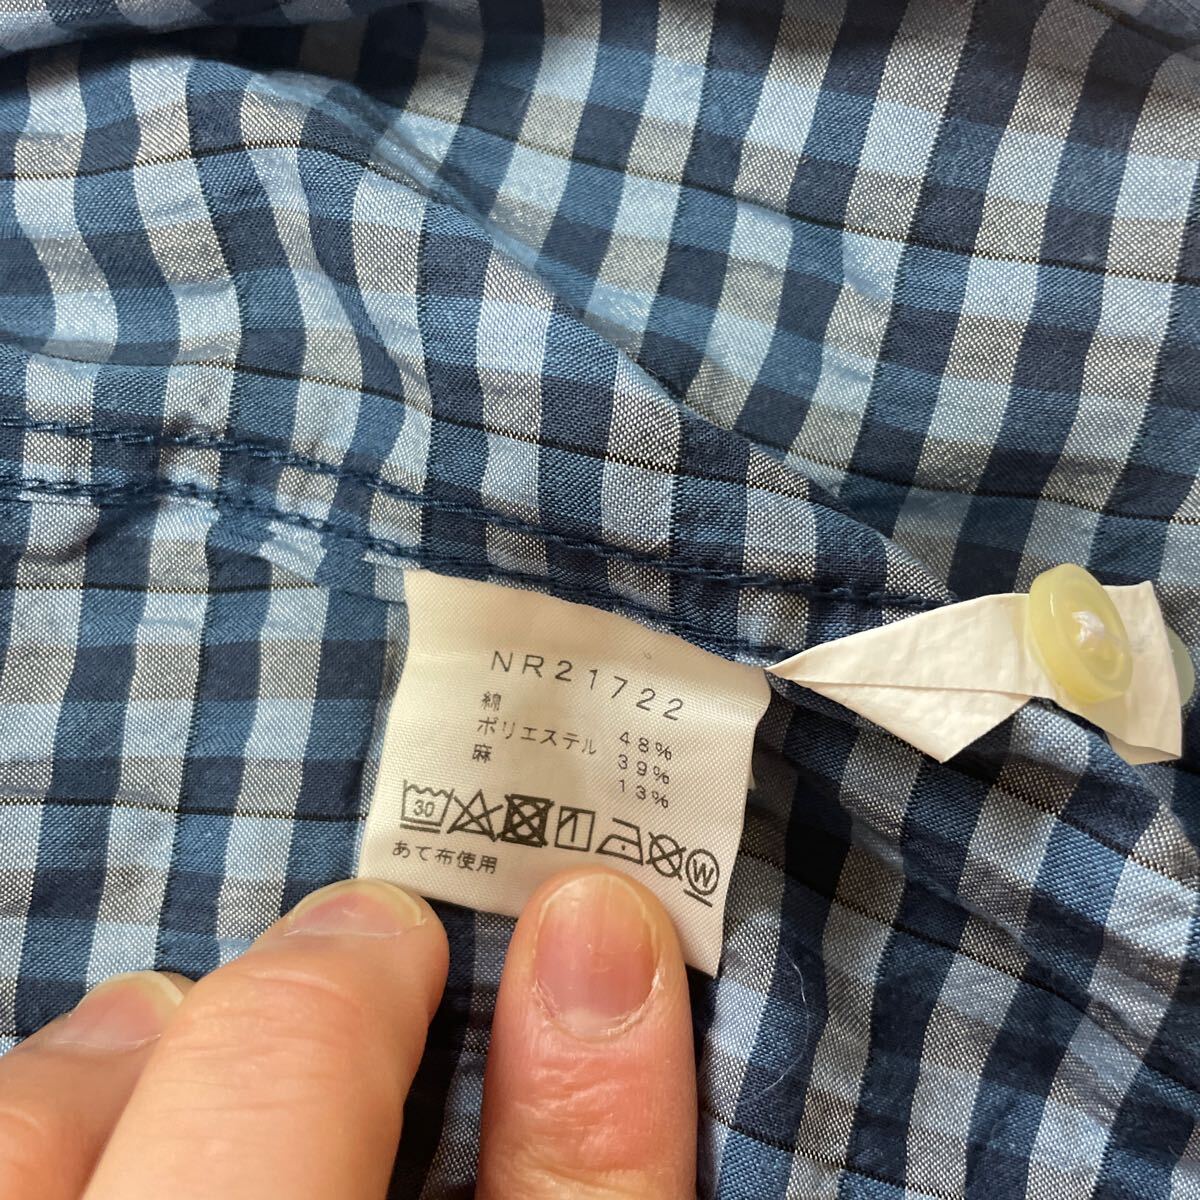 NR21722
綿 48%
ポリエステル 39%
麻 13%
30 W
あて布使用